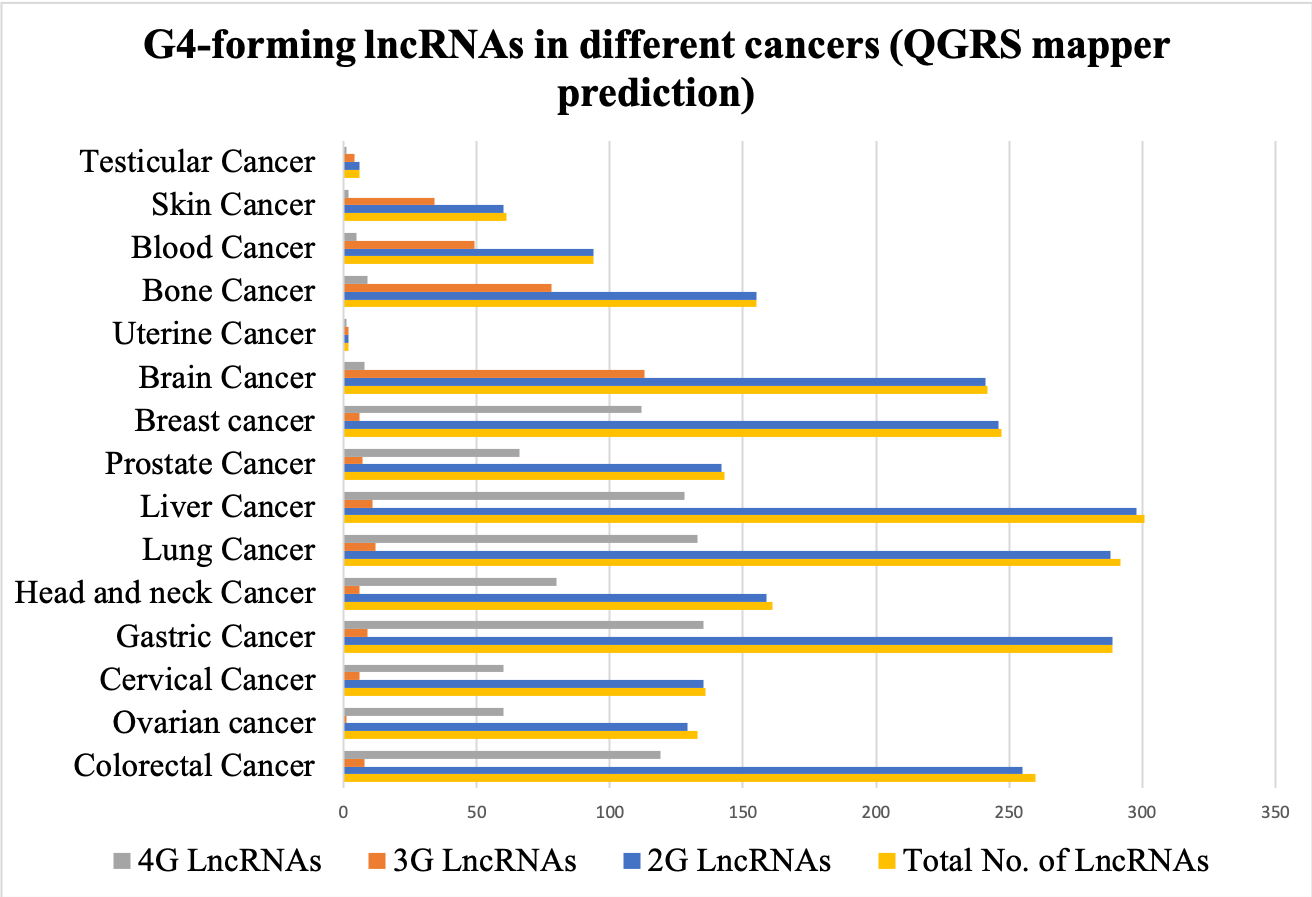 G4-forming lncRNAs in different cancers (QGRS mapper
prediction)
Testicular Cancer
Skin Cancer
Blood Cancer
Bone Cancer
Uterine Cancer
Brain Cancer
Breast cancer
Prostate Cancer
Liver Cancer
Lung Cancer
Head and neck Cancer
Gastric Cancer
Cervical Cancer
Ovarian cancer
Colorectal Cancer
0 50 100 150 200 250 300 350
4G LncRNAs 3G LncRNAs 2G LncRNAs Total No. of LncRNAs